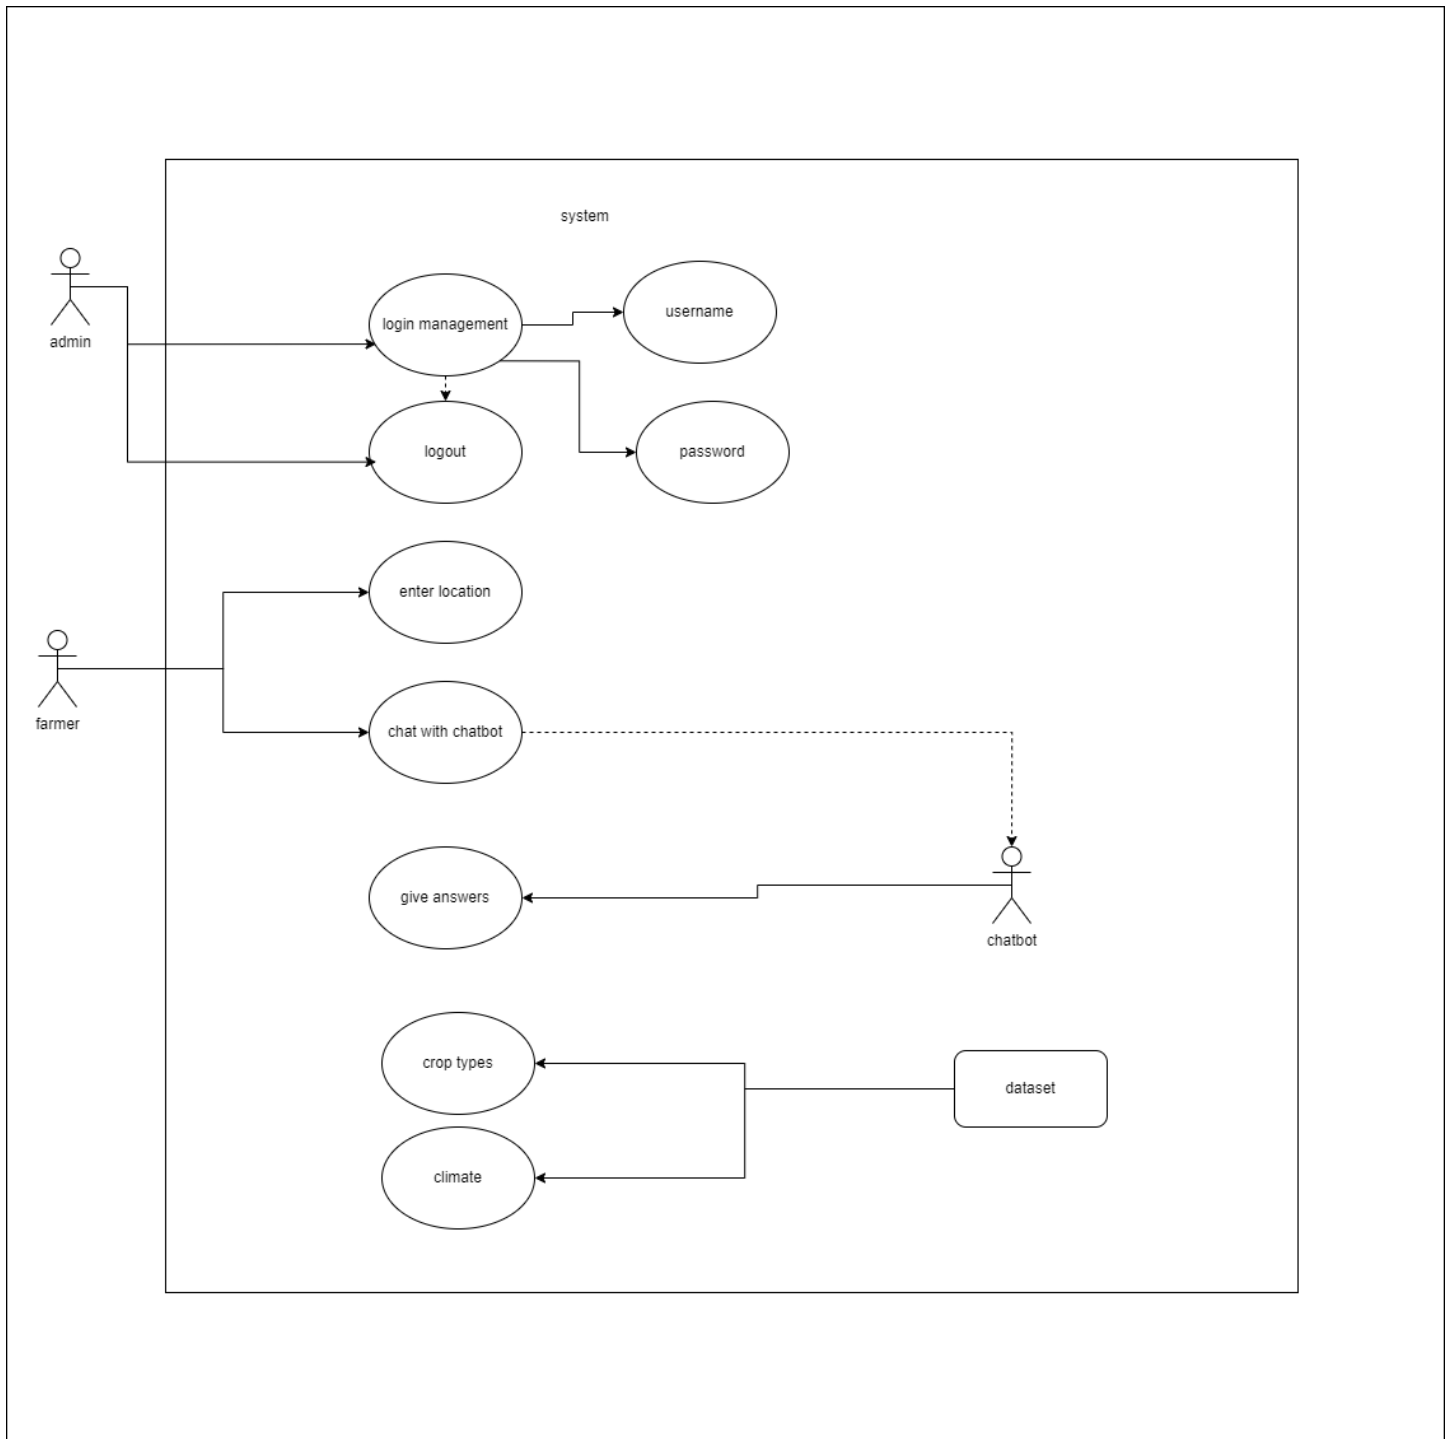 system
admin
login management
username
logout
password
enter location
farmer
chat with chatbot
give answers
chatbot
crop types
dataset
climate